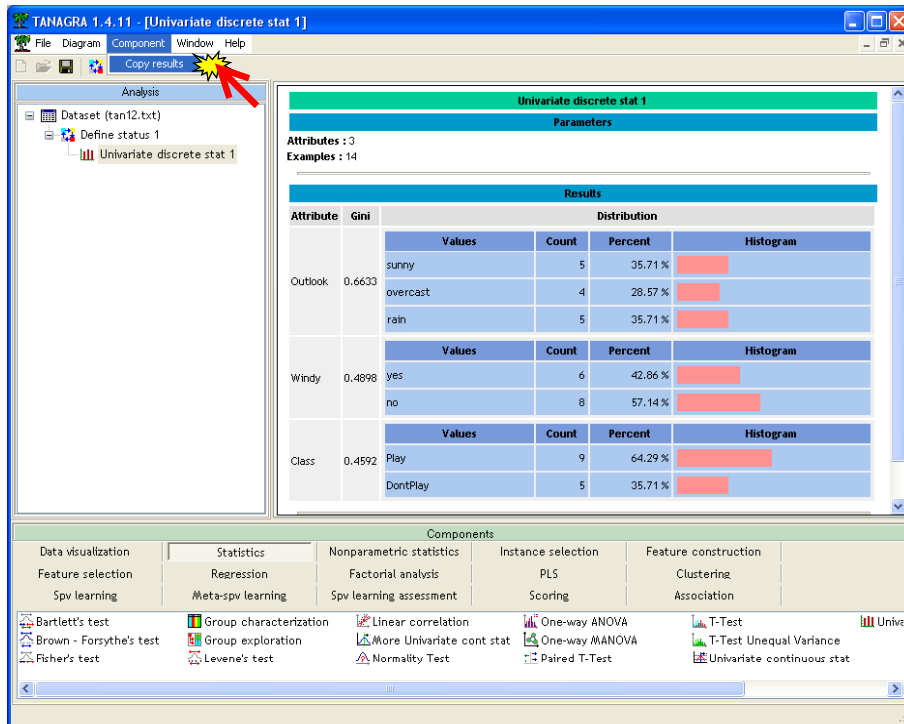 TANAGRA 1.4.11 - [Univariate discrete stat 1]
File Diagram Component Window Help
Copy results
Analysis
Dataset (tan12.txt)
Define status 1
Univariate discrete stat 1
Univariate discrete stat 1
Parameters
Attributes : 3
Examples : 14
Results
Attribute Gini Distribution
Values Count Percent Histogram
sunny 5 35.71 %
Outlook 0.6633
overcast 4 28.57 %
rain 5 35.71 %
Values Count Percent Histogram
Windy 0.4898 yes 6 42.86 %
no 8 57.14 %
Values Count Percent Histogram
Class 0.4592 Play 9 64.29 %
DontPlay 5 35.71 %
Components
Data visualization Statistics Nonparametric statistics Instance selection Feature construction
Feature selection Regression Factorial analysis PLS Clustering
Spv learning Meta-spv learning Spv learning assessment Scoring Association
Bartlett's test Group characterization Linear correlation One-way ANOVA T-Test Univa
Brown - Forsythe's test Group exploration More Univariate cont stat One-way MANOVA T-Test Unequal Variance
Fisher's test Levene's test Normality Test Paired T-Test Univariate continuous stat